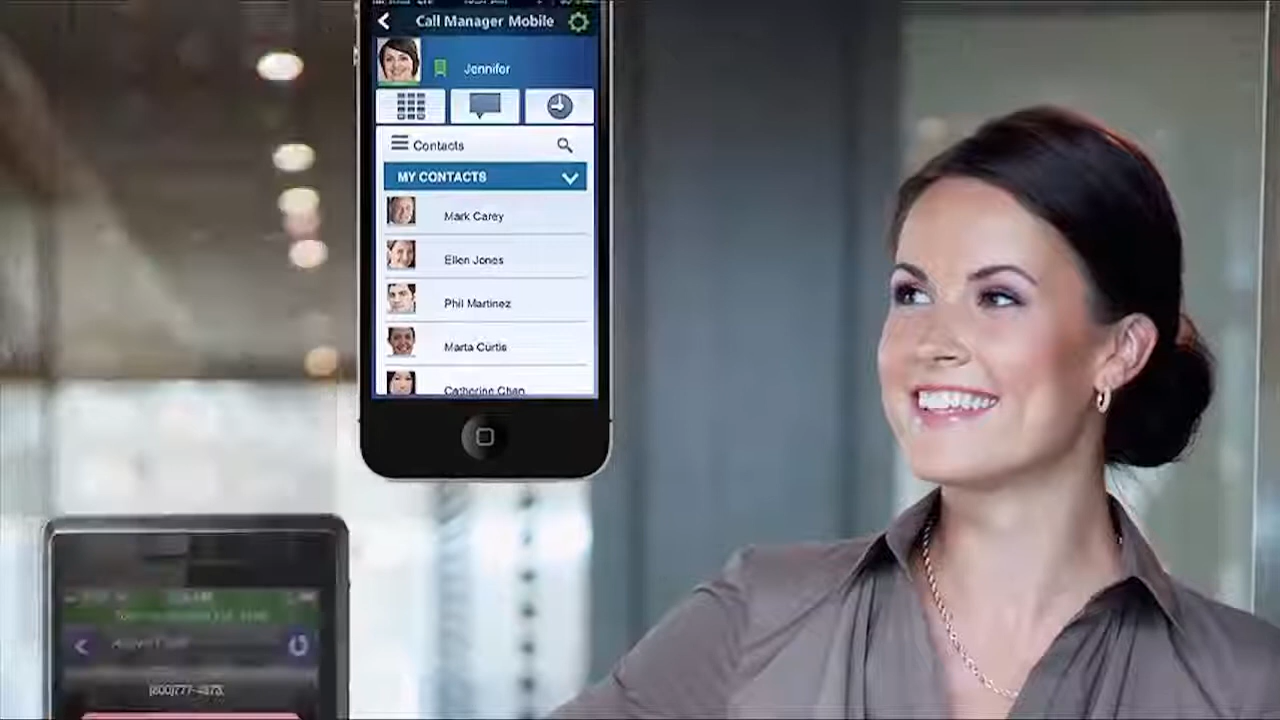 Call Manager Mobile
Jennifer
Contacts
MY CONTACTS
Mark Carey
Ellen Jones
Phil Martinez
Marta Curtis
Catherine Chan